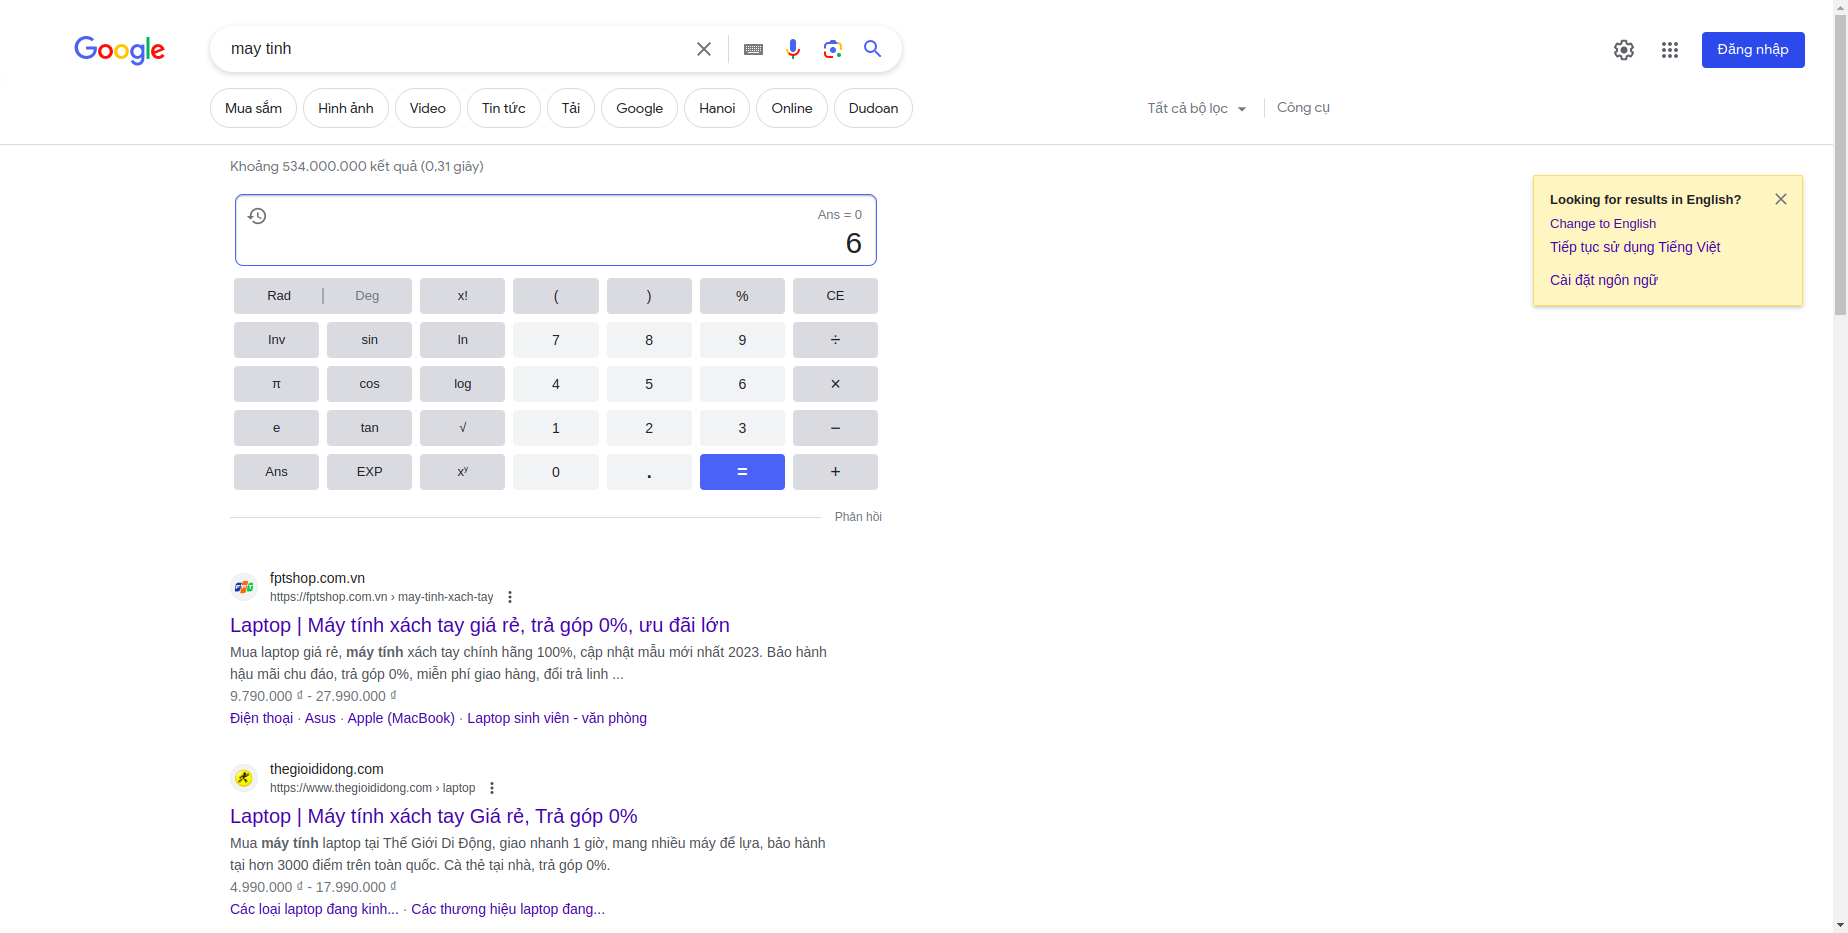 Google
may tinh
Đăng nhập
Mua sắm
Hình ảnh
Video
Tin tức
Tải
Google
Hanoi
Online
Dudoan
Tất cả bộ lọc
Công cụ
Khoảng 534.000.000 kết quả (0,31 giây)
Looking for results in English?
Change to English
Tiếp tục sử dụng Tiếng Việt
Cài đặt ngôn ngữ
Ans = 0
6
Rad | Deg x! ( ) % CE
Inv sin ln 7 8 9 ÷
π cos log 4 5 6 ×
e tan √ 1 2 3 −
Ans EXP xʸ 0 . = +
Phản hồi
FPT
fptshop.com.vn
https://fptshop.com.vn › may-tinh-xach-tay
Laptop | Máy tính xách tay giá rẻ, trả góp 0%, ưu đãi lớn
Mua laptop giá rẻ, máy tính xách tay chính hãng 100%, cập nhật mẫu mới nhất 2023. Bảo hành
hậu mãi chu đáo, trả góp 0%, miễn phí giao hàng, đổi trả linh ...
9.790.000 ₫ - 27.990.000 ₫
Điện thoại · Asus · Apple (MacBook) · Laptop sinh viên - văn phòng
thegioididong.com
https://www.thegioididong.com › laptop
Laptop | Máy tính xách tay Giá rẻ, Trả góp 0%
Mua máy tính laptop tại Thế Giới Di Động, giao nhanh 1 giờ, mang nhiều máy để lựa, bảo hành
tại hơn 3000 điểm trên toàn quốc. Cà thẻ tại nhà, trả góp 0%.
4.990.000 ₫ - 17.990.000 ₫
Các loại laptop đang kinh... · Các thương hiệu laptop đang...